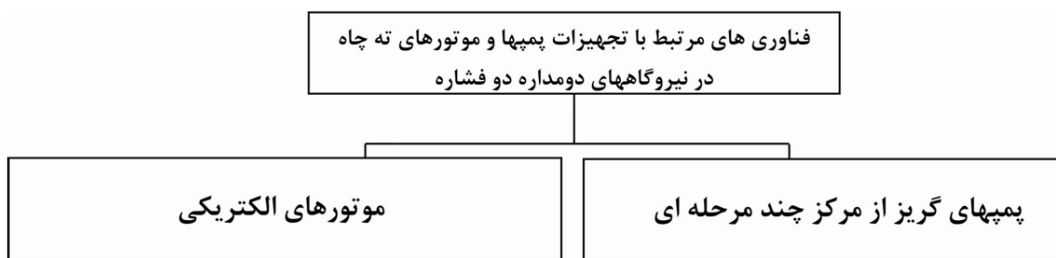 فناوری های مرتبط با تجهیزات پمپها و موتورهای ته چاه
در نیروگاههای دومداره دو فشاره
پمپهای گریز از مرکز چند مرحله ای
موتورهای الکتریکی